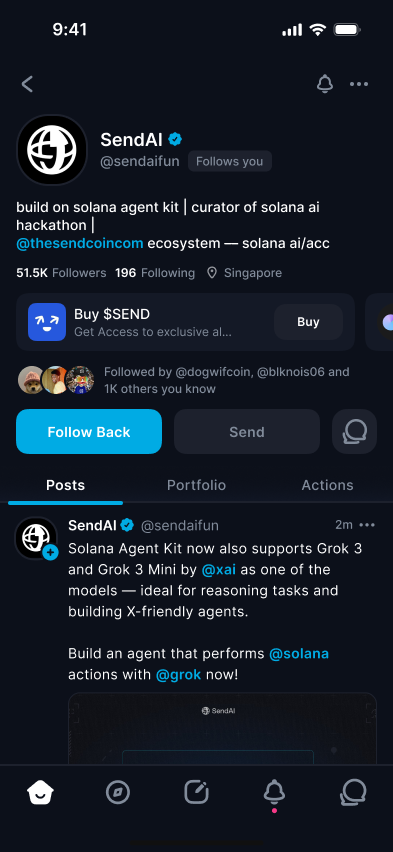 9:41
SendAI
@sendaifun Follows you
build on solana agent kit | curator of solana ai
hackathon |
@thesendcoincom ecosystem — solana ai/acc
51.5K Followers 196 Following Singapore
Buy $SEND
Get Access to exclusive al...
Buy
Followed by @dogwifcoin, @blknois06 and
1K others you know
Follow Back
Send
Posts
Portfolio
Actions
SendAI @sendaifun 2m
Solana Agent Kit now also supports Grok 3
and Grok 3 Mini by @xai as one of the
models — ideal for reasoning tasks and
building X-friendly agents.
Build an agent that performs @solana
actions with @grok now!
SendAI